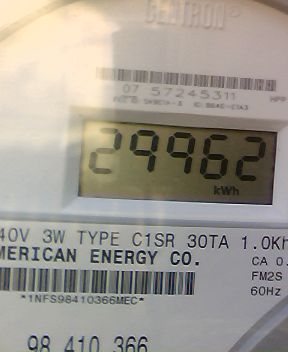 CENTRON®
07 57245311
HPP
29962
kWh
40V 3W TYPE C1SR 30TA 1.0Kh
MERICAN ENERGY CO.
CA 0.
FM2S
60Hz
*1NFS98410366MEC*
98 410 366